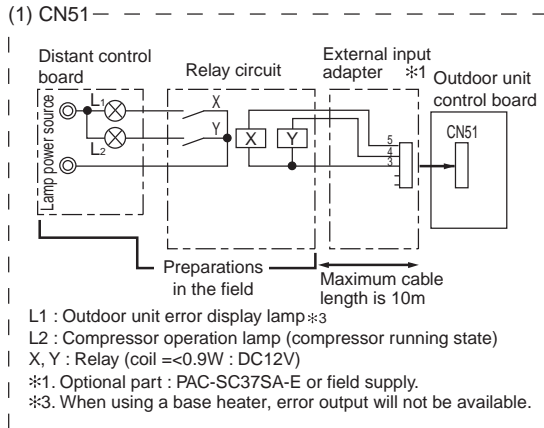 (1) CN51
Distant control
board
Relay circuit
External input
adapter ※1
Outdoor unit
control board
Lamp power source
L1
L2
X
Y
X
Y
5
4
3
CN51
Preparations
in the field
Maximum cable
length is 10m
L1 : Outdoor unit error display lamp※3
L2 : Compressor operation lamp (compressor running state)
X, Y : Relay (coil =<0.9W : DC12V)
※1. Optional part : PAC-SC37SA-E or field supply.
※3. When using a base heater, error output will not be available.